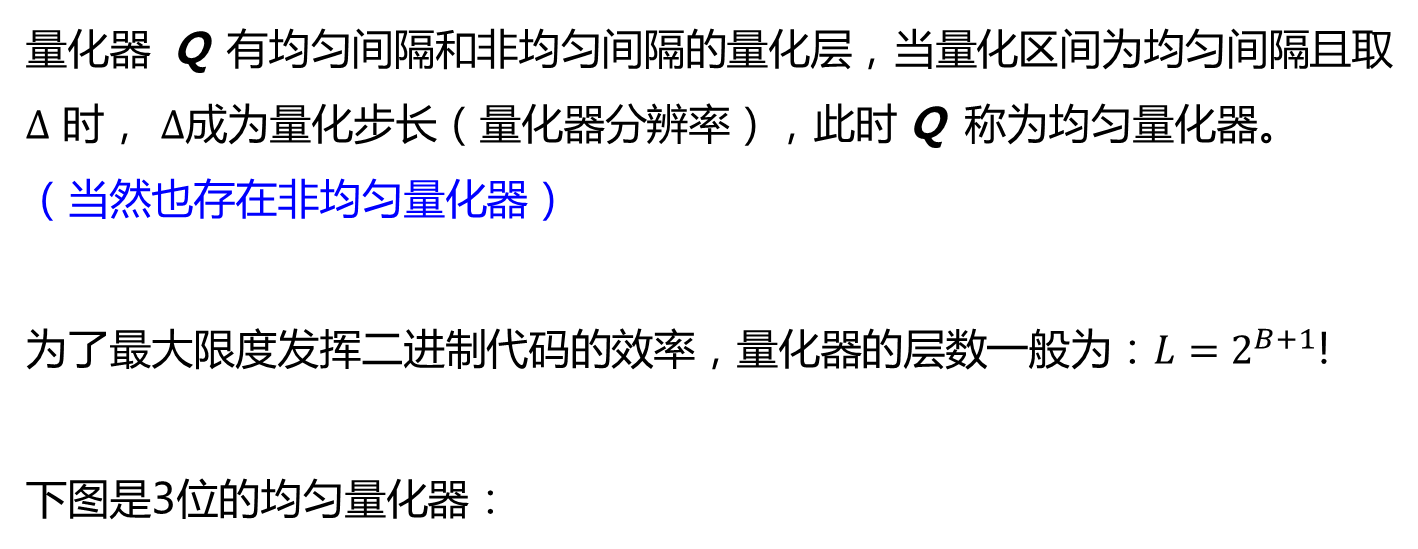 量化器 Q 有均匀间隔和非均匀间隔的量化层，当量化区间为均匀间隔且取
Δ 时， Δ成为量化步长（量化器分辨率），此时 Q 称为均匀量化器。
（当然也存在非均匀量化器）
为了最大限度发挥二进制代码的效率，量化器的层数一般为：$L = 2^{B+1}$!
下图是3位的均匀量化器：